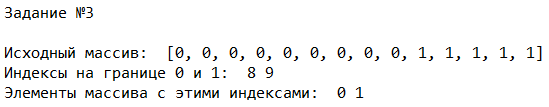 Задание №3
Исходный массив:  [0, 0, 0, 0, 0, 0, 0, 0, 0, 1, 1, 1, 1, 1]
Индексы на границе 0 и 1:  8 9
Элементы массива с этими индексами:  0 1